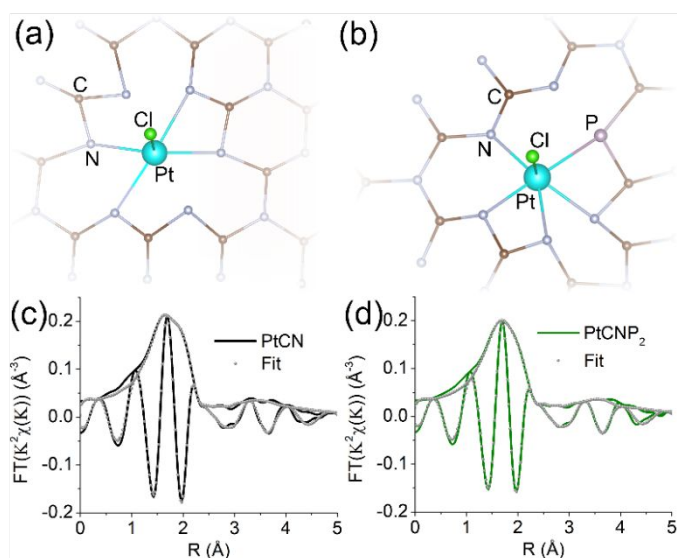 (a)
C
Cl
N
Pt
(b)
C
Cl
P
N
Pt
(c)
PtCN
Fit
0.2
0.1
0.0
-0.1
-0.2
FT(K²χ(K)) (Å⁻³)
0 1 2 3 4 5
R (Å)
(d)
PtCNP₂
Fit
0.2
0.1
0.0
-0.1
-0.2
FT(K²χ(K)) (Å⁻³)
0 1 2 3 4 5
R (Å)